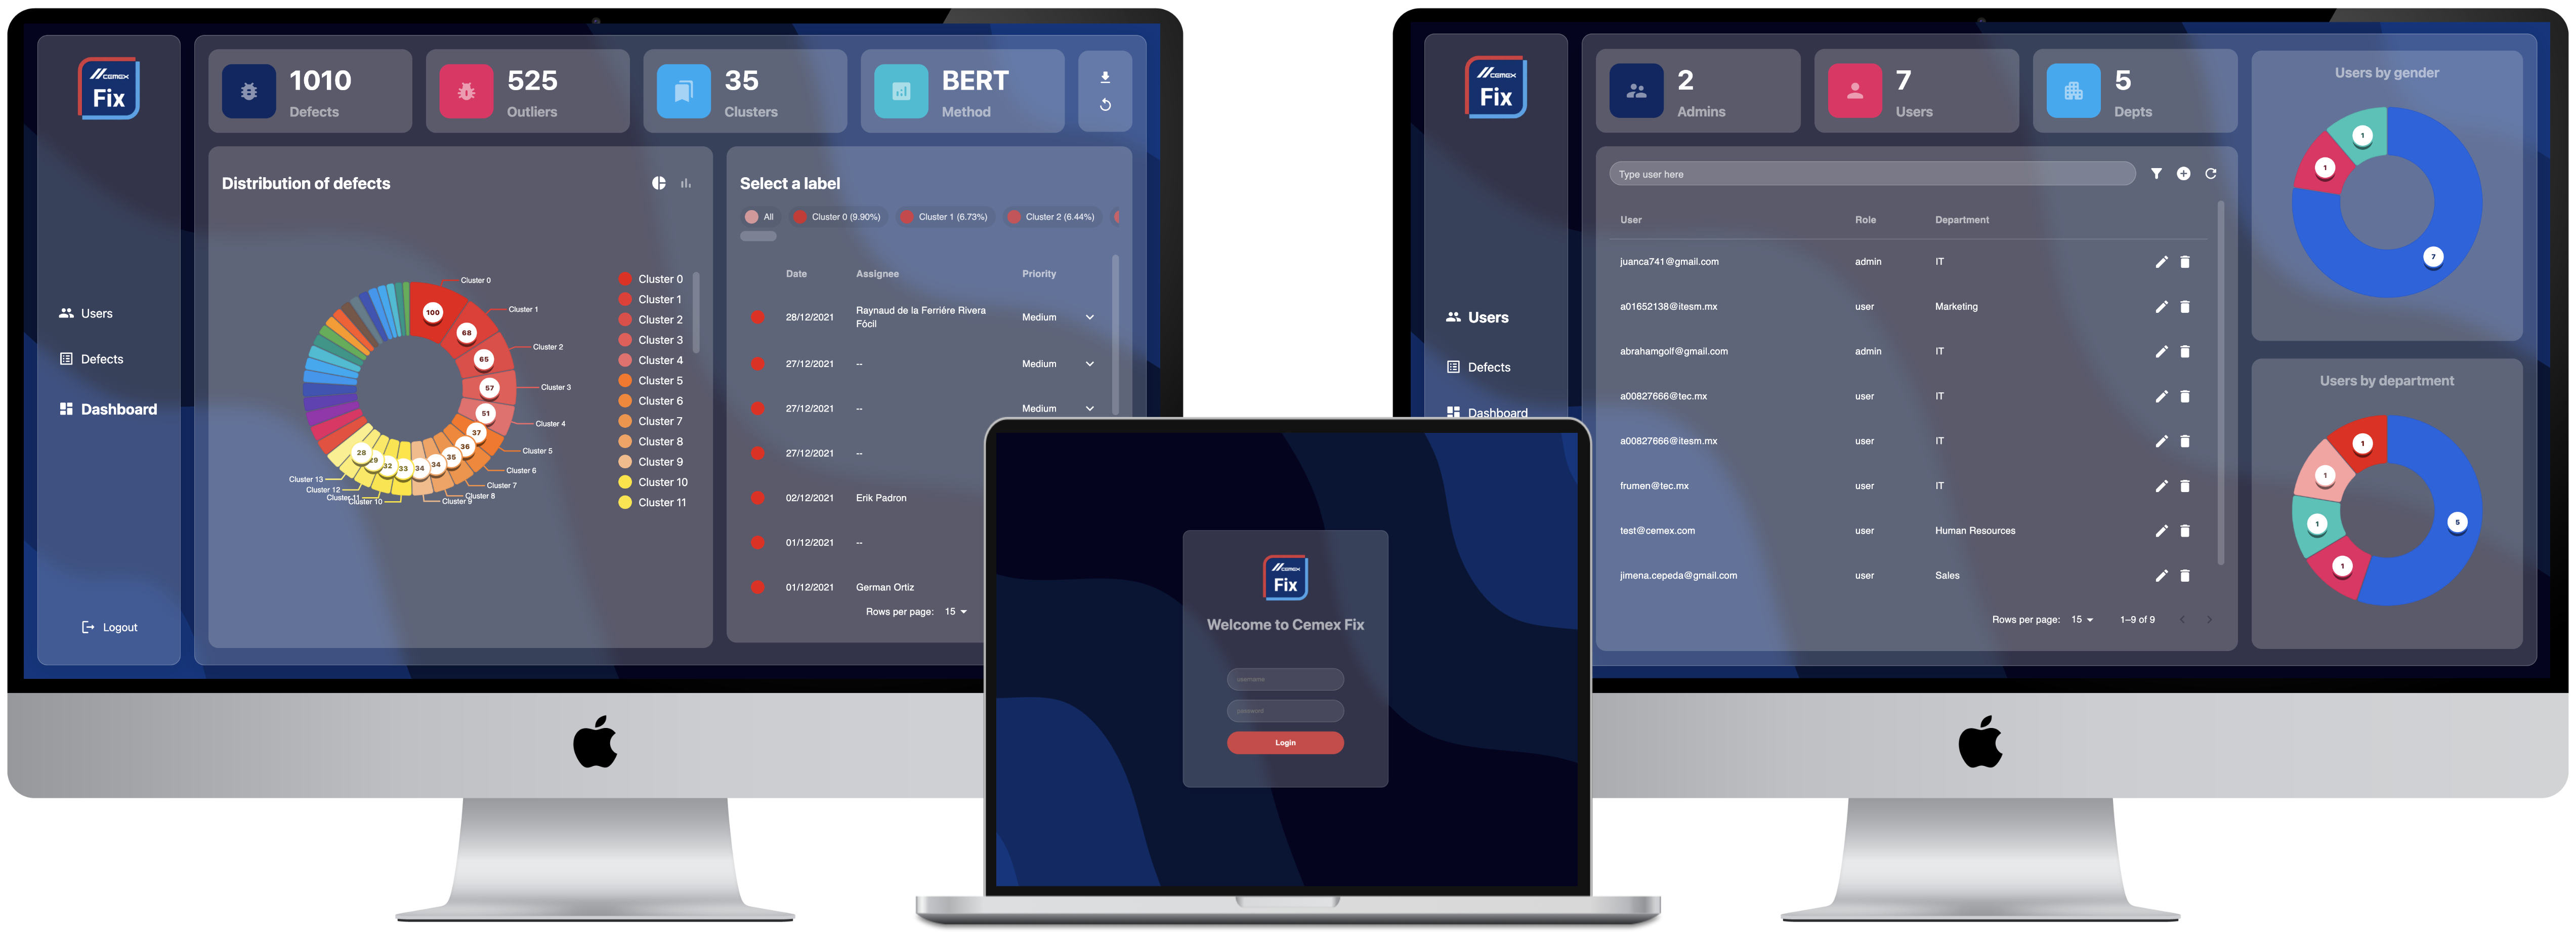 CEMEX
Fix
Users
Defects
Dashboard
Logout
1010
Defects
525
Outliers
35
Clusters
BERT
Method
Distribution of defects
100
68
65
57
51
37
36
35
34
34
33
32
29
28
Cluster 0
Cluster 1
Cluster 2
Cluster 3
Cluster 4
Cluster 5
Cluster 6
Cluster 7
Cluster 8
Cluster 9
Cluster 10
Cluster 11
Cluster 12
Cluster 13
Cluster 0
Cluster 1
Cluster 2
Cluster 3
Cluster 4
Cluster 5
Cluster 6
Cluster 7
Cluster 8
Cluster 9
Cluster 10
Cluster 11
Select a label
All Cluster 0 (9.90%) Cluster 1 (6.73%) Cluster 2 (6.44%)
Date Assignee Priority
28/12/2021 Raynaud de la Ferriére Rivera Medium
Fócil
27/12/2021 -- Medium
27/12/2021 -- Medium
27/12/2021 --
02/12/2021 Erik Padron
01/12/2021 --
01/12/2021 German Ortiz
Rows per page: 15
CEMEX
Fix
Welcome to Cemex Fix
username
password
Login
CEMEX
Fix
Users
Defects
Dashboard
2
Admins
7
Users
5
Depts
Type user here
User Role Department
juanca741@gmail.com admin IT
a01652138@itesm.mx user Marketing
abrahamgolf@gmail.com admin IT
a00827666@tec.mx user IT
a00827666@itesm.mx user IT
frumen@tec.mx user IT
test@cemex.com user Human Resources
jimena.cepeda@gmail.com user Sales
Rows per page: 15 1–9 of 9
Users by gender
1
1
7
Users by department
1
1
1
1
5